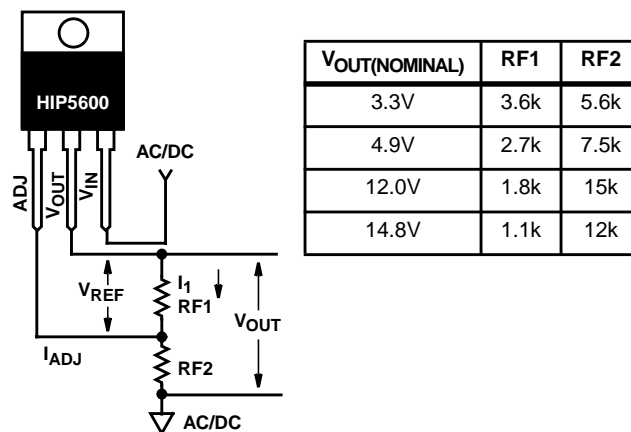 HIP5600
ADJ
VOUT
VIN
AC/DC
VREF
I1
RF1
VOUT
IADJ
RF2
AC/DC
VOUT(NOMINAL) RF1 RF2
3.3V 3.6k 5.6k
4.9V 2.7k 7.5k
12.0V 1.8k 15k
14.8V 1.1k 12k